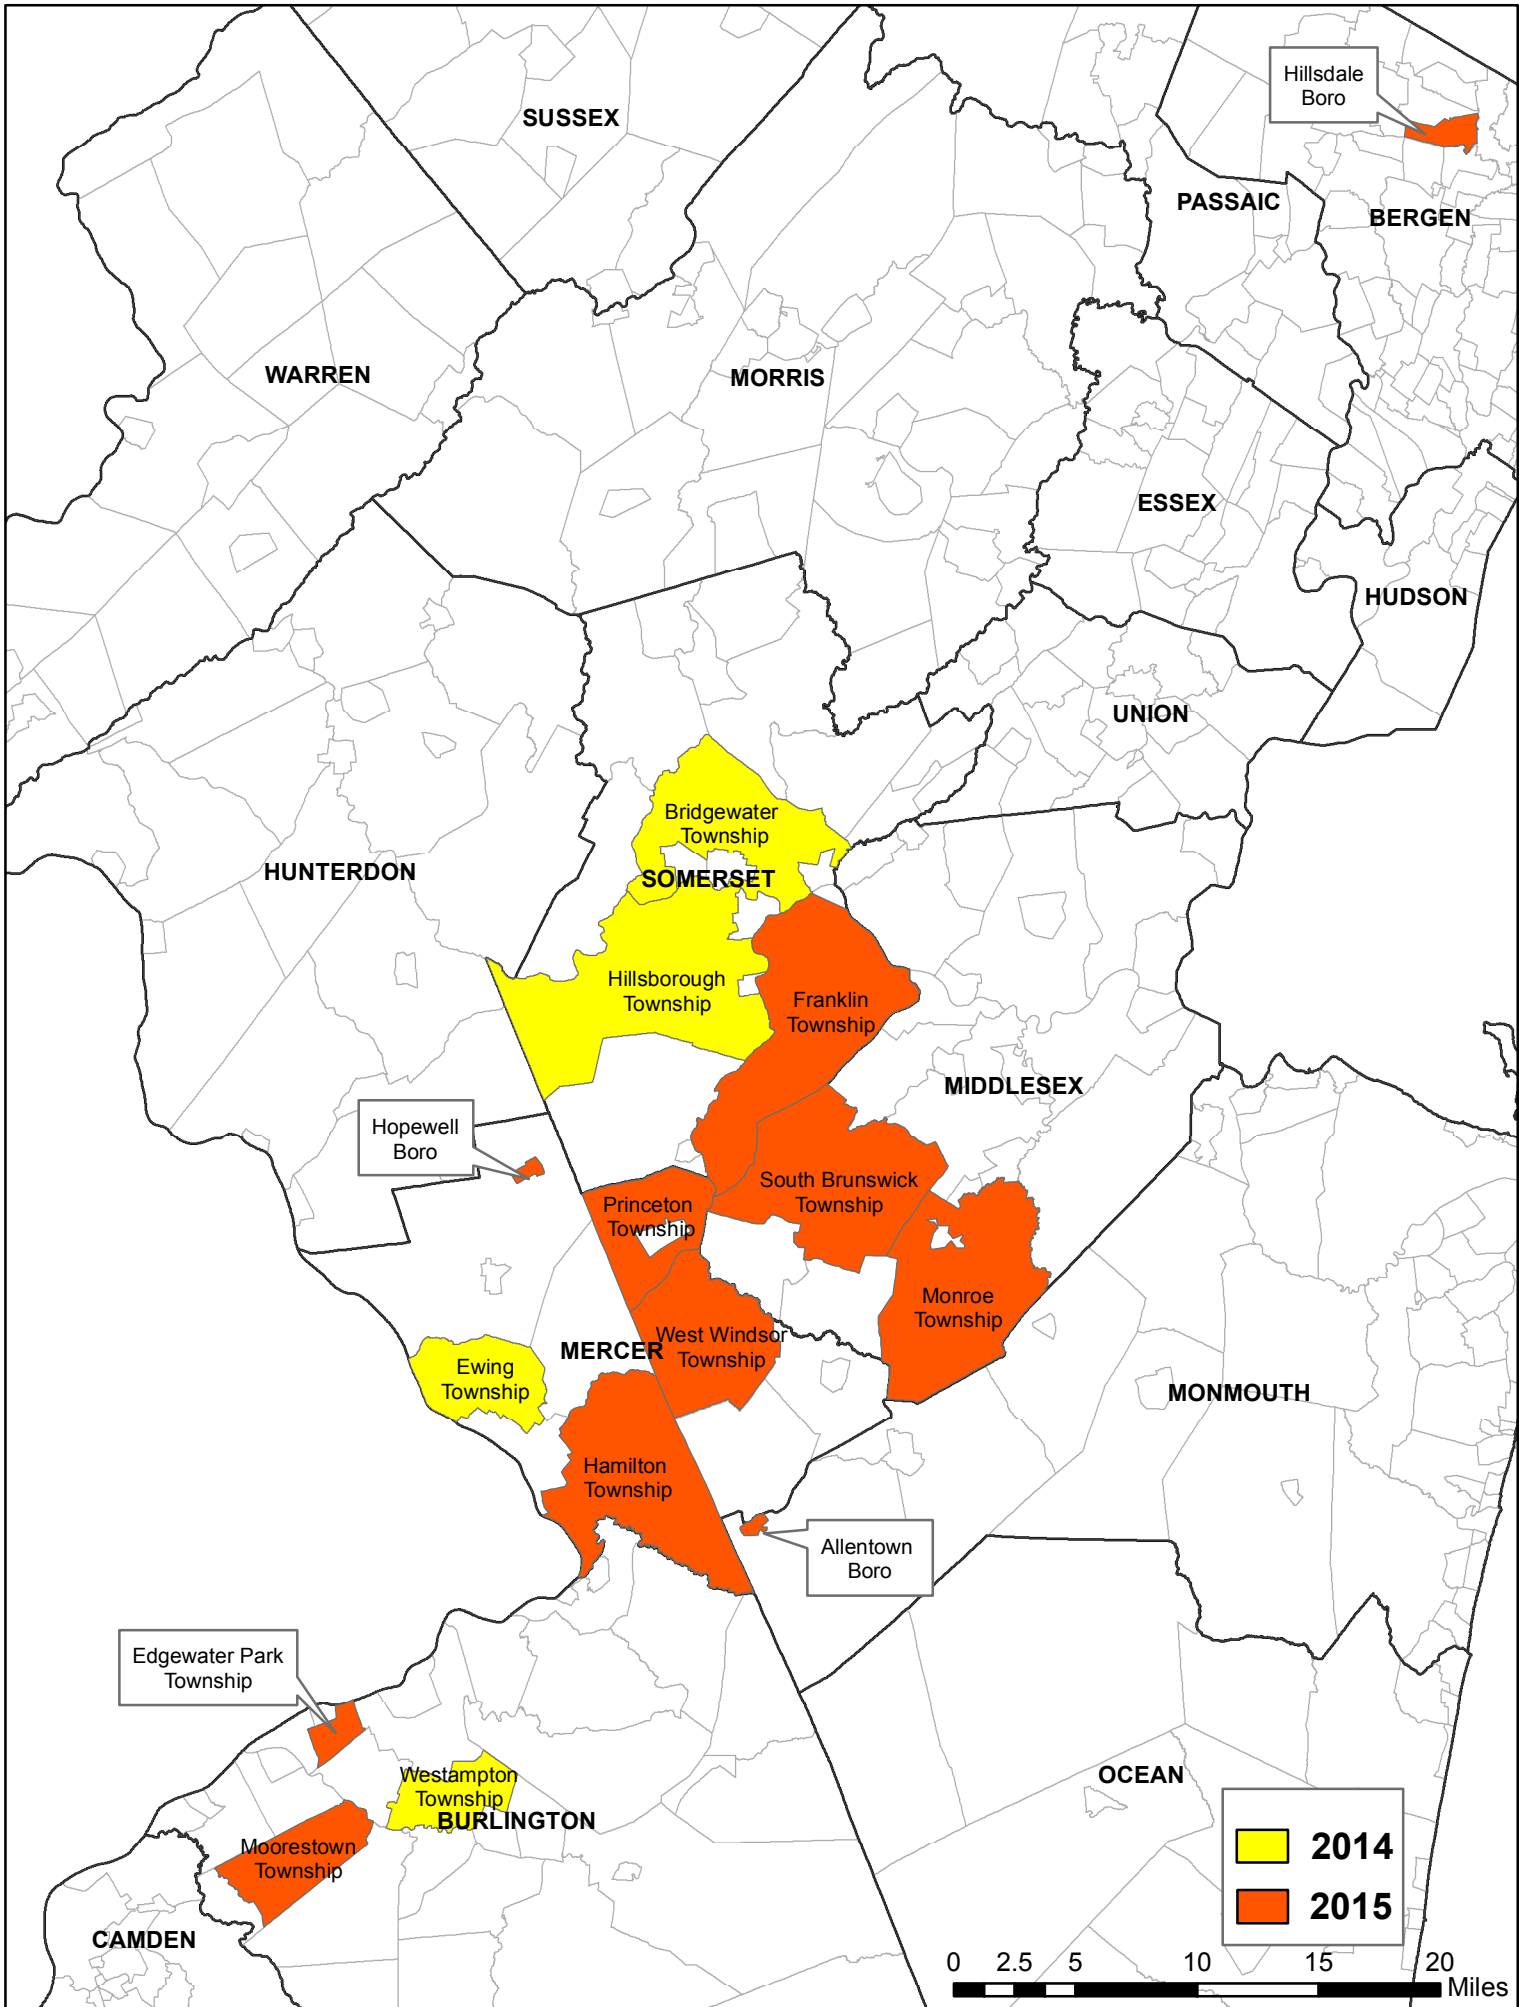 Hillsdale
Boro
SUSSEX
PASSAIC
BERGEN
WARREN
MORRIS
ESSEX
HUDSON
UNION
Bridgewater
Township
HUNTERDON
SOMERSET
Hillsborough
Township
Franklin
Township
MIDDLESEX
Hopewell
Boro
South Brunswick
Township
Princeton
Township
Monroe
Township
West Windsor
Township
MERCER
Ewing
Township
MONMOUTH
Hamilton
Township
Allentown
Boro
Edgewater Park
Township
Westampton
Township
BURLINGTON
OCEAN
Moorestown
Township
CAMDEN
2014
2015
0 2.5 5 10 15 20
Miles